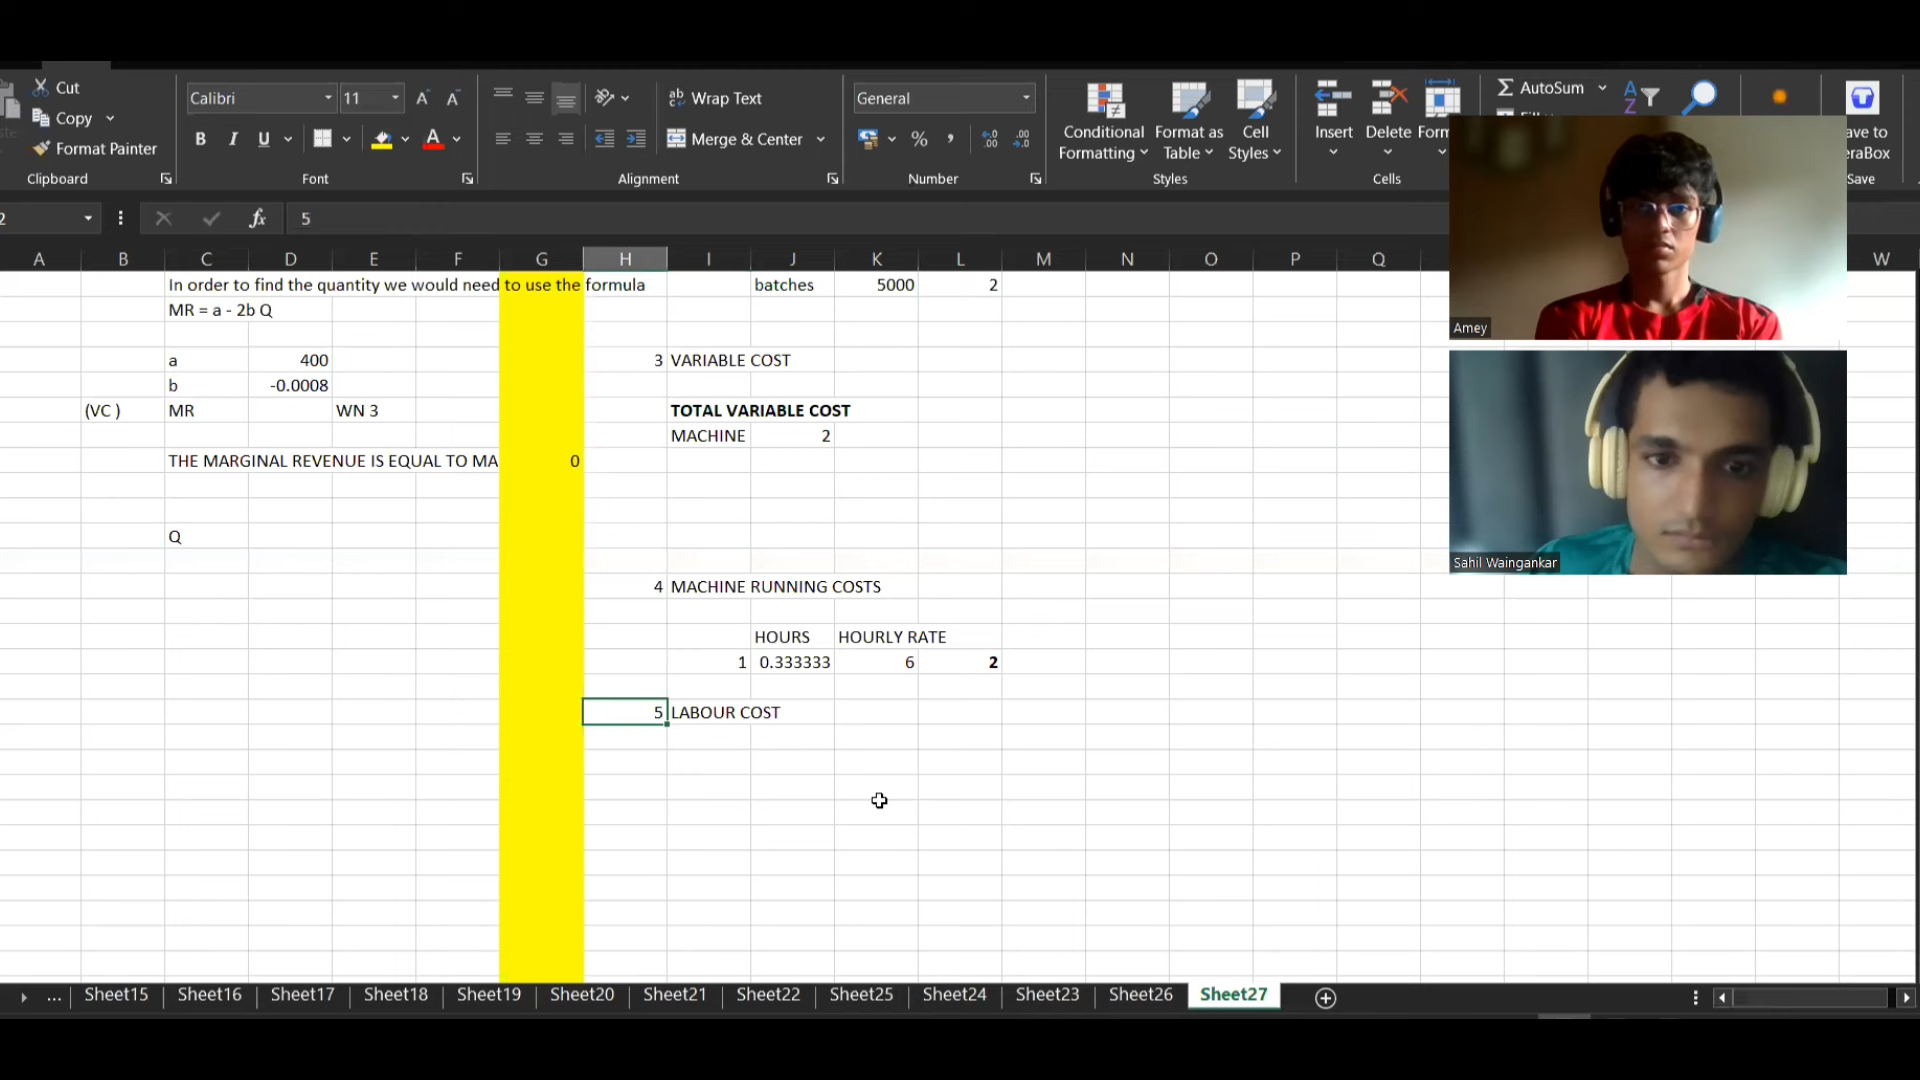 Cut
Copy
Format Painter
Clipboard
Calibri
11
B I U
Font
Wrap Text
Merge & Center
Alignment
General
%
Number
Conditional Formatting
Format as Table
Cell Styles
Styles
Insert
Delete
Form
Cells
AutoSum
Save
Amey
Sahil Waingankar
fx
5
A B C D E F G H I J K L M N O P Q W
In order to find the quantity we would need to use the formula batches 5000 2
MR = a - 2b Q
a 400 3 VARIABLE COST
b -0.0008
(VC ) MR WN 3 TOTAL VARIABLE COST
MACHINE 2
THE MARGINAL REVENUE IS EQUAL TO MA 0
Q
4 MACHINE RUNNING COSTS
HOURS HOURLY RATE
1 0.333333 6 2
5 LABOUR COST
... Sheet15 Sheet16 Sheet17 Sheet18 Sheet19 Sheet20 Sheet21 Sheet22 Sheet25 Sheet24 Sheet23 Sheet26 Sheet27